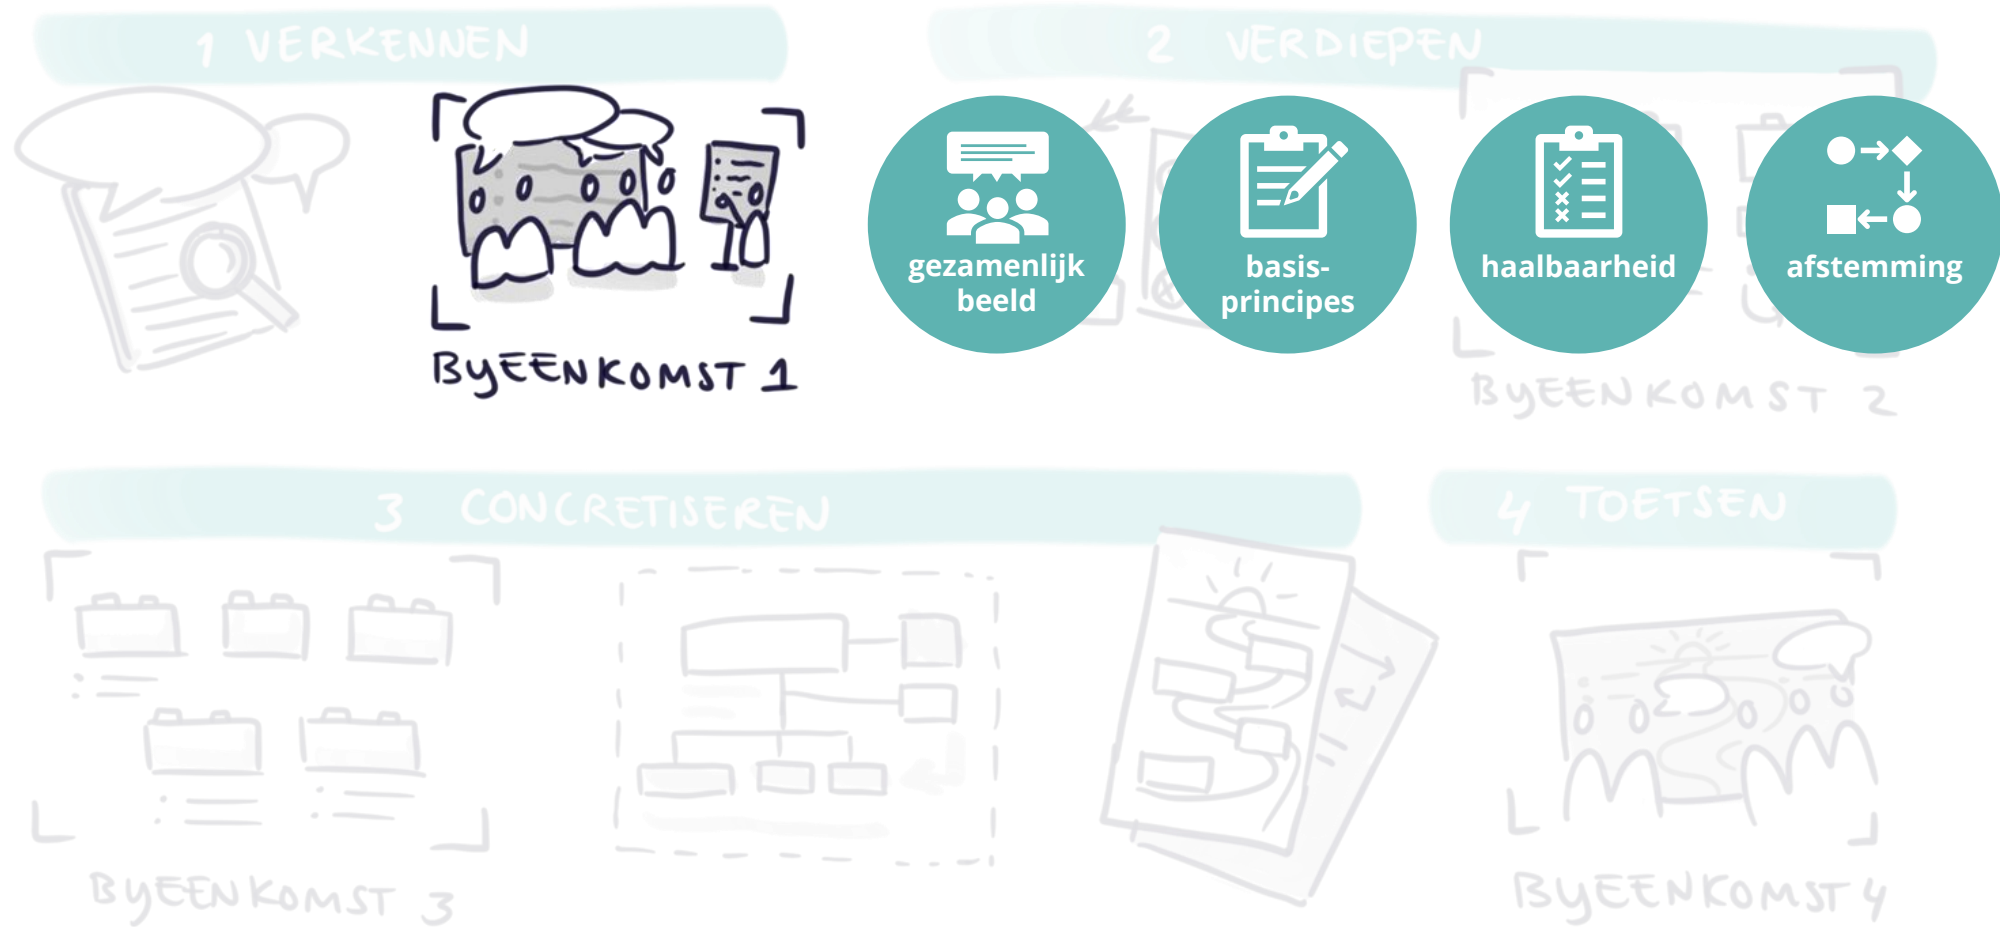 1 VERKENNEN
2 VERDIEPEN
gezamenlijk
beeld
basis-
principes
haalbaarheid
afstemming
BYEENKOMST 1
BYEENKOMST 2
3 CONCRETISEREN
4 TOETSEN
BYEENKOMST 3
BYEENKOMST 4